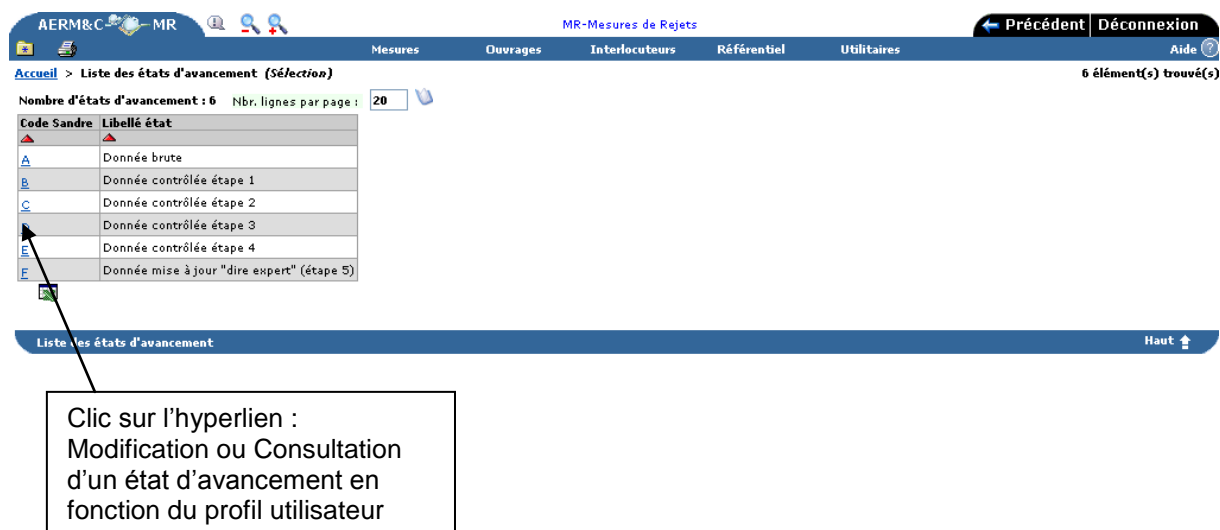 AERM&C MR MR-Mesures de Rejets Précédent Déconnexion
Mesures Ouvrages Interlocuteurs Référentiel Utilitaires Aide ?
Accueil > Liste des états d'avancement (Sélection) 6 élément(s) trouvé(s)
Nombre d'états d'avancement : 6 Nbr. lignes par page : 20
Code Sandre Libellé état
A Donnée brute
B Donnée contrôlée étape 1
C Donnée contrôlée étape 2
D Donnée contrôlée étape 3
E Donnée contrôlée étape 4
F Donnée mise à jour "dire expert" (étape 5)
Liste des états d'avancement Haut
Clic sur l'hyperlien :
Modification ou Consultation
d'un état d'avancement en
fonction du profil utilisateur